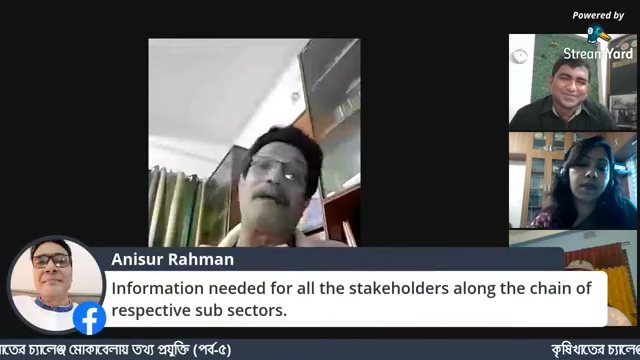 Powered by
StreamYard
Anisur Rahman
Information needed for all the stakeholders along the chain of
respective sub sectors.
চ্যালেঞ্জ মোকাবেলায় তথ্য প্রযুক্তি (পর্ব-৫)
কৃষিখাতের চ্যালেঞ্জ